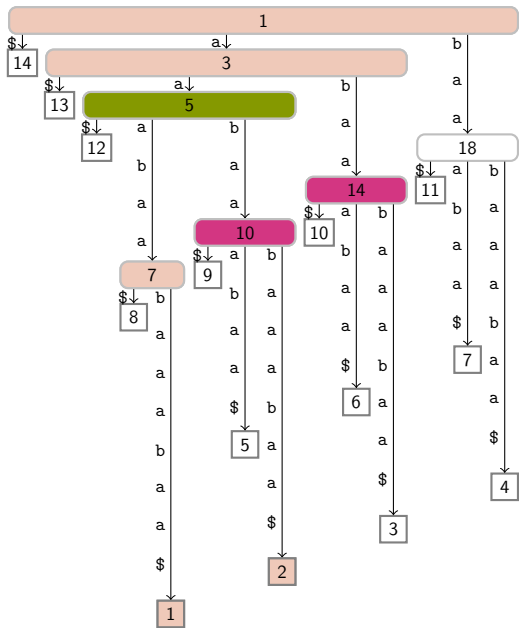 1
$ a b
14 3
$ a b a
13 5
$ a b a a
12 18
b a a $ a b
14 11
a a $ a b b a
10 10
a $ a b b a a a
7 9
$ b b a a a a a
8
a a a a a $ b
7
a a a $ b a
6
a $ b a a
5
b a a $
4
a a $
3
a $
2
$
1